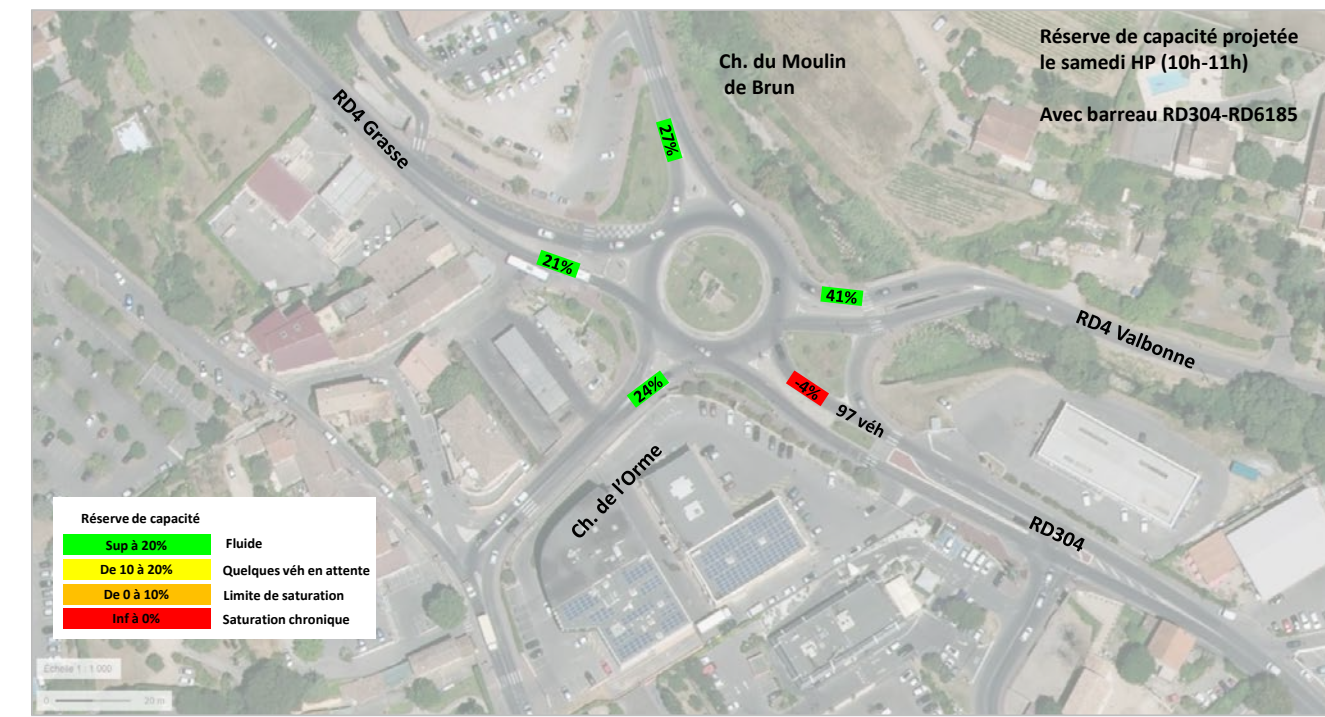 Réserve de capacité projetée
le samedi HP (10h-11h)
Avec barreau RD304-RD6185
Ch. du Moulin
de Brun
RD4 Grasse
27%
21%
41%
RD4 Valbonne
24%
-4%
97 véh
Ch. de l'Orme
RD304
Réserve de capacité
Sup à 20% Fluide
De 10 à 20% Quelques véh en attente
De 0 à 10% Limite de saturation
Inf à 0% Saturation chronique
Échelle 1 : 1 000
0 20 m